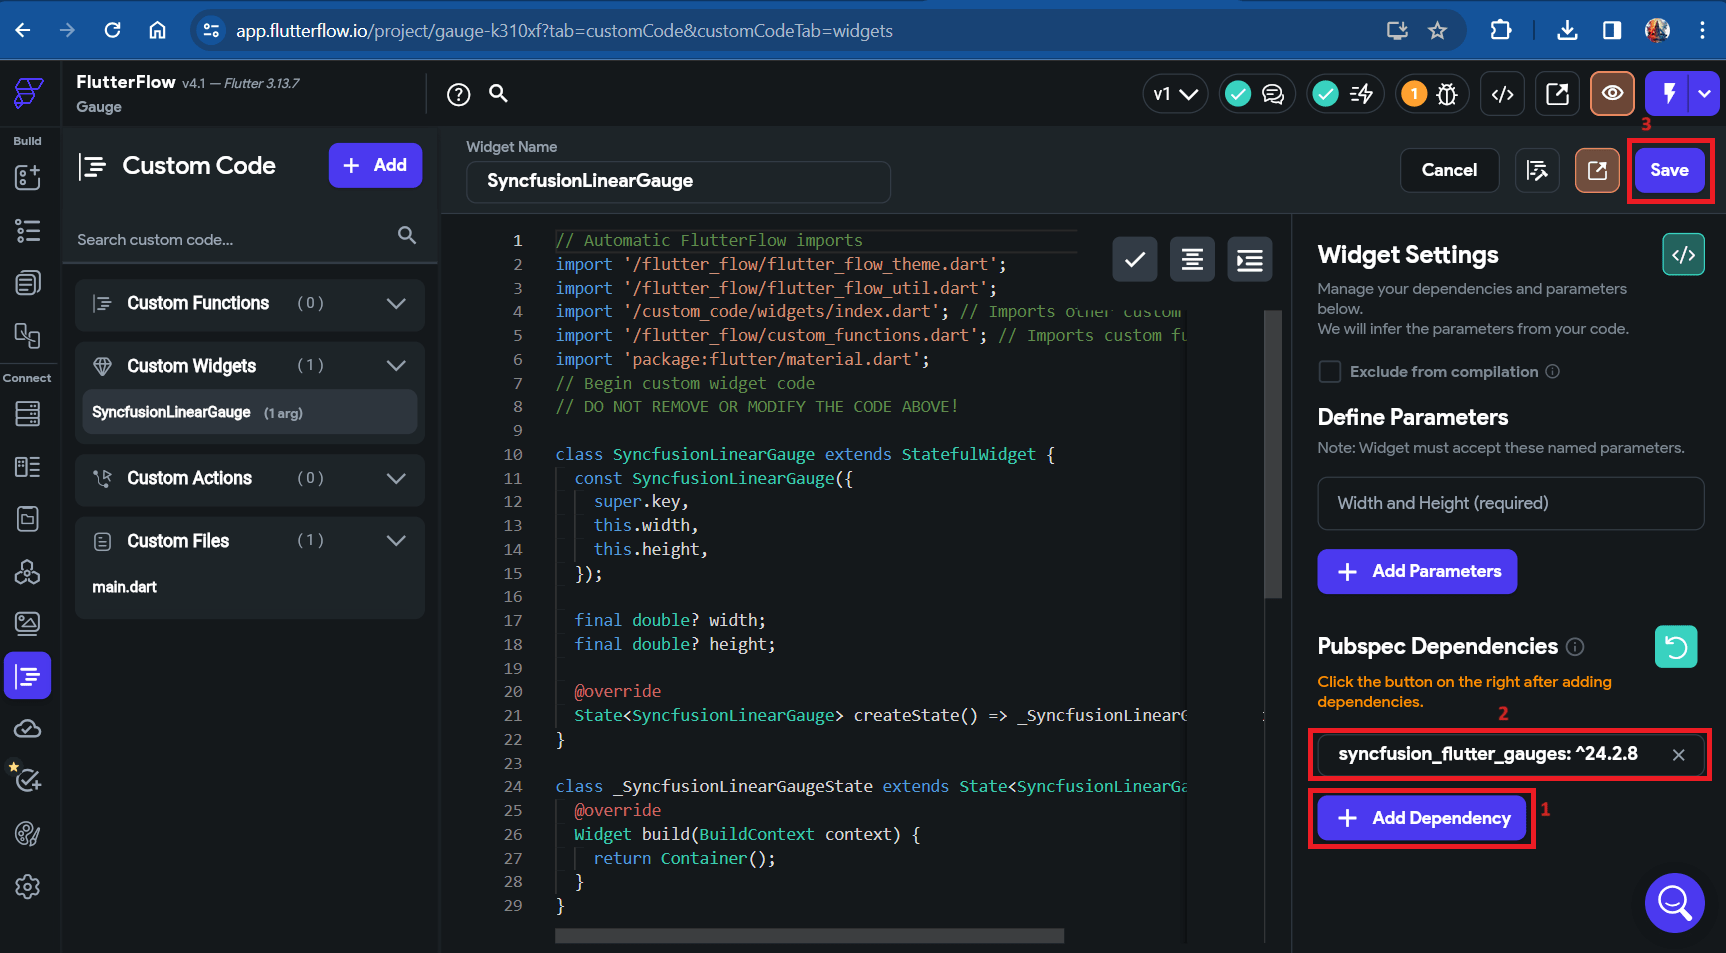 app.flutterflow.io/project/gauge-k310xf?tab=customCode&customCodeTab=widgets
FlutterFlow v4.1 — Flutter 3.13.7
Gauge
v1
1
Build
Connect
Custom Code
+ Add
Search custom code...
Custom Functions (0)
Custom Widgets (1)
SyncfusionLinearGauge (1 arg)
Custom Actions (0)
Custom Files (1)
main.dart
Widget Name
SyncfusionLinearGauge
Cancel
3
Save
1 // Automatic FlutterFlow imports
2 import '/flutter_flow/flutter_flow_theme.dart';
3 import '/flutter_flow/flutter_flow_util.dart';
4 import '/custom_code/widgets/index.dart'; // Imports other custom
5 import '/flutter_flow/custom_functions.dart'; // Imports custom fu
6 import 'package:flutter/material.dart';
7 // Begin custom widget code
8 // DO NOT REMOVE OR MODIFY THE CODE ABOVE!
9
10 class SyncfusionLinearGauge extends StatefulWidget {
11 const SyncfusionLinearGauge({
12 super.key,
13 this.width,
14 this.height,
15 });
16
17 final double? width;
18 final double? height;
19
20 @override
21 State<SyncfusionLinearGauge> createState() => _SyncfusionLinearG
22 }
23
24 class _SyncfusionLinearGaugeState extends State<SyncfusionLinearGa
25 @override
26 Widget build(BuildContext context) {
27 return Container();
28 }
29 }
Widget Settings
Manage your dependencies and parameters
below.
We will infer the parameters from your code.
Exclude from compilation
Define Parameters
Note: Widget must accept these named parameters.
Width and Height (required)
+ Add Parameters
Pubspec Dependencies
Click the button on the right after adding
dependencies.
2
syncfusion_flutter_gauges: ^24.2.8
+ Add Dependency
1